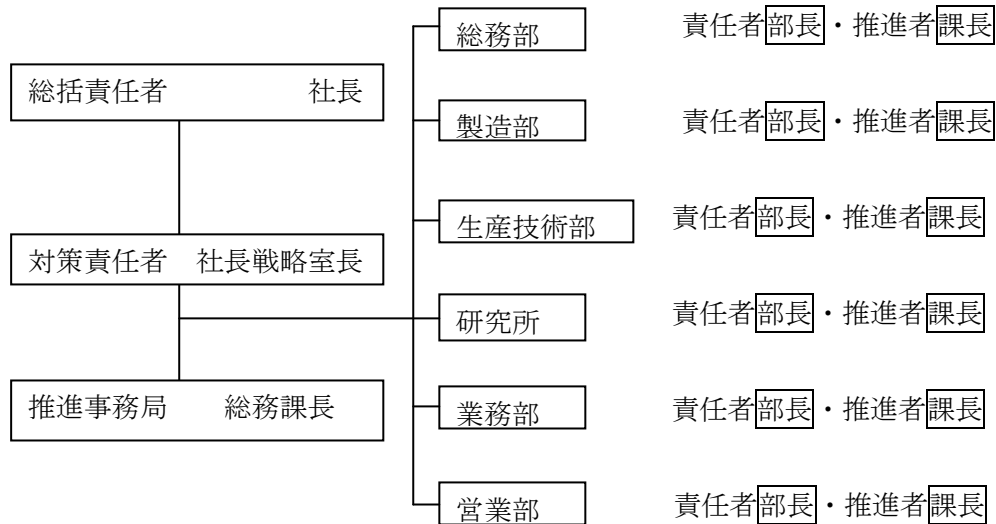 総括責任者 社長
対策責任者 社長戦略室長
推進事務局 総務課長
総務部 責任者部長・推進者課長
製造部 責任者部長・推進者課長
生産技術部 責任者部長・推進者課長
研究所 責任者部長・推進者課長
業務部 責任者部長・推進者課長
営業部 責任者部長・推進者課長